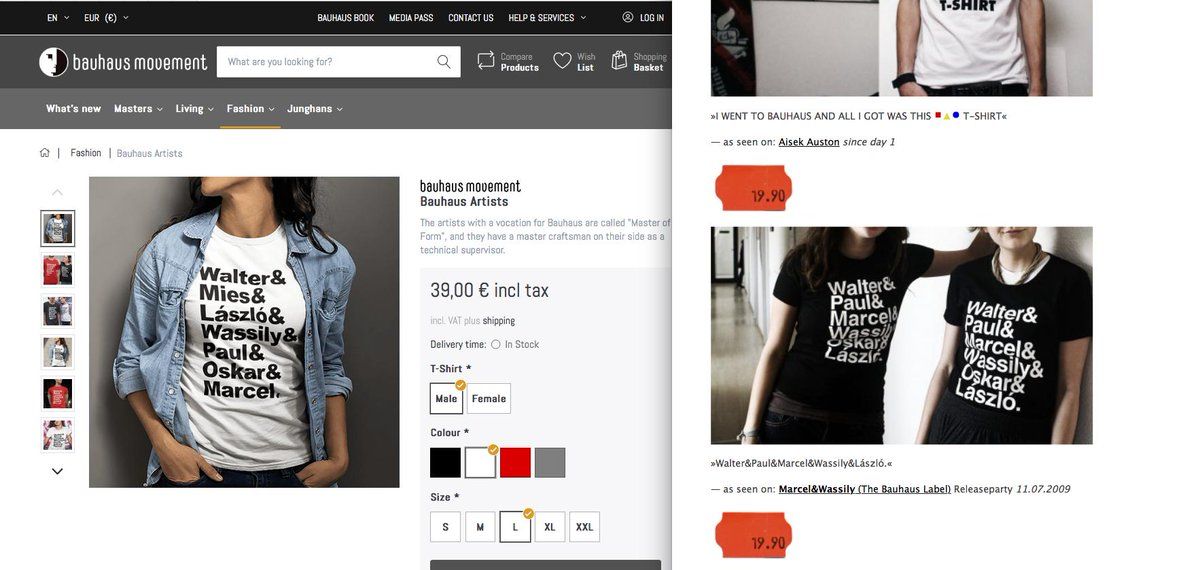 EN EUR (€) BAUHAUS BOOK MEDIA PASS CONTACT US HELP & SERVICES LOG IN
bauhaus movement What are you looking for? Compare Products Wish List Shopping Basket
What's new Masters Living Fashion Junghans
Fashion | Bauhaus Artists
Walter&
Mies&
László&
Wassily&
Paul&
Oskar&
Marcel.
bauhaus movement
Bauhaus Artists
The artists with a vocation for Bauhaus are called "Master of
Form", and they have a master craftsman on their side as a
technical supervisor.
39,00 € incl tax
incl. VAT plus shipping
Delivery time: In Stock
T-Shirt *
Male Female
Colour *
Size *
S M L XL XXL
T-SHIRT
»I WENT TO BAUHAUS AND ALL I GOT WAS THIS T-SHIRT«
— as seen on: Aisek Auston since day 1
19.90
Walter&
Paul&
Marcel&
Wassily&
Oskar&
László.
Walter&
Paul&
Marcel&
Wassily&
Oskar&
László.
»Walter&Paul&Marcel&Wassily&László.«
— as seen on: Marcel&Wassily (The Bauhaus Label) Releaseparty 11.07.2009
19.90